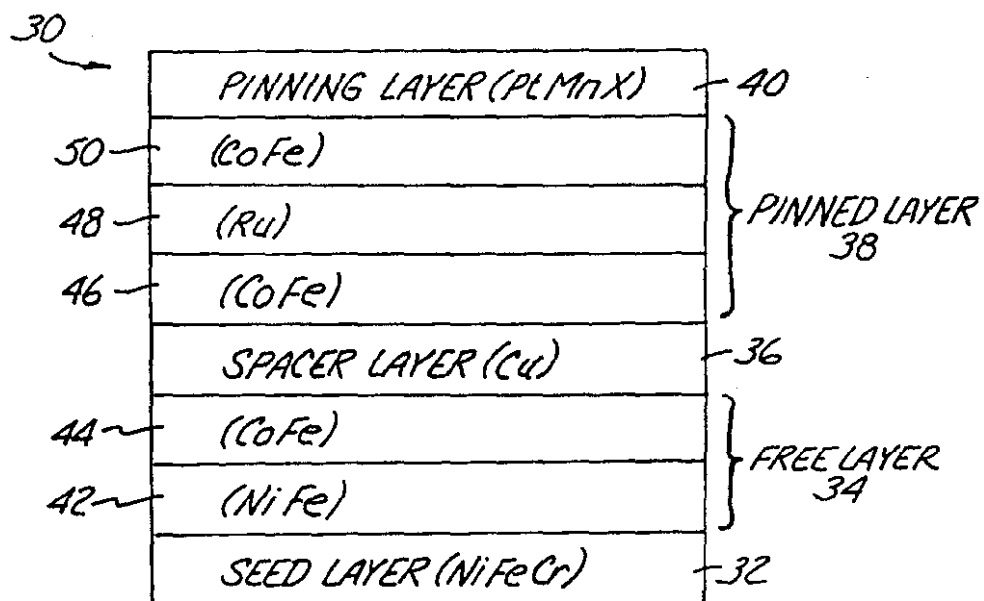 30
PINNING LAYER (PtMnX) 40
50 (CoFe)
48 (Ru)
PINNED LAYER
38
46 (CoFe)
SPACER LAYER (Cu) 36
44 (CoFe)
FREE LAYER
34
42 (NiFe)
SEED LAYER (NiFeCr) 32